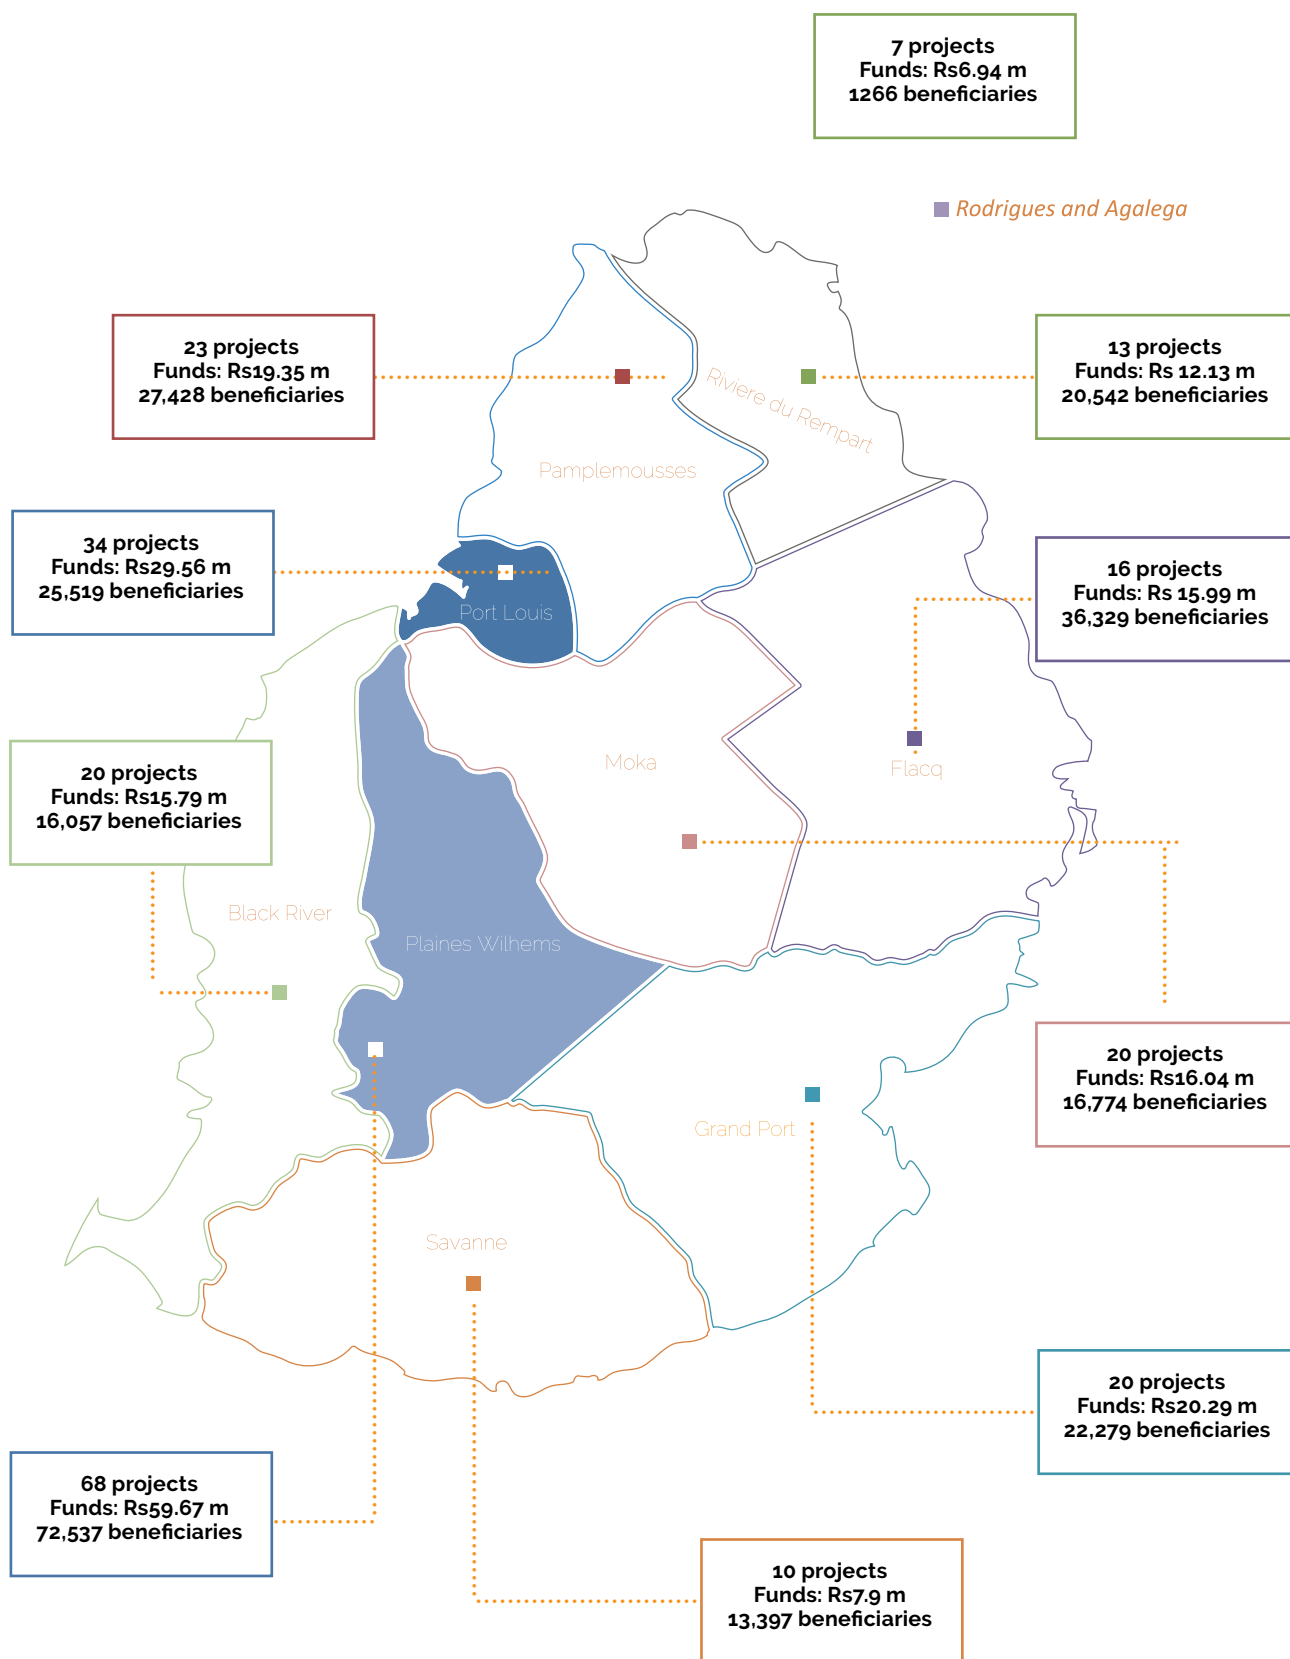 7 projects
Funds: Rs6.94 m
1266 beneficiaries
Rodrigues and Agalega
23 projects
Funds: Rs19.35 m
27,428 beneficiaries
13 projects
Funds: Rs 12.13 m
20,542 beneficiaries
Riviere du Rempart
Pamplemousses
34 projects
Funds: Rs29.56 m
25,519 beneficiaries
16 projects
Funds: Rs 15.99 m
36,329 beneficiaries
Port Louis
20 projects
Funds: Rs15.79 m
16,057 beneficiaries
Moka
Flacq
Black River
Plaines Wilhems
20 projects
Funds: Rs16.04 m
16,774 beneficiaries
Grand Port
Savanne
20 projects
Funds: Rs20.29 m
22,279 beneficiaries
68 projects
Funds: Rs59.67 m
72,537 beneficiaries
10 projects
Funds: Rs7.9 m
13,397 beneficiaries